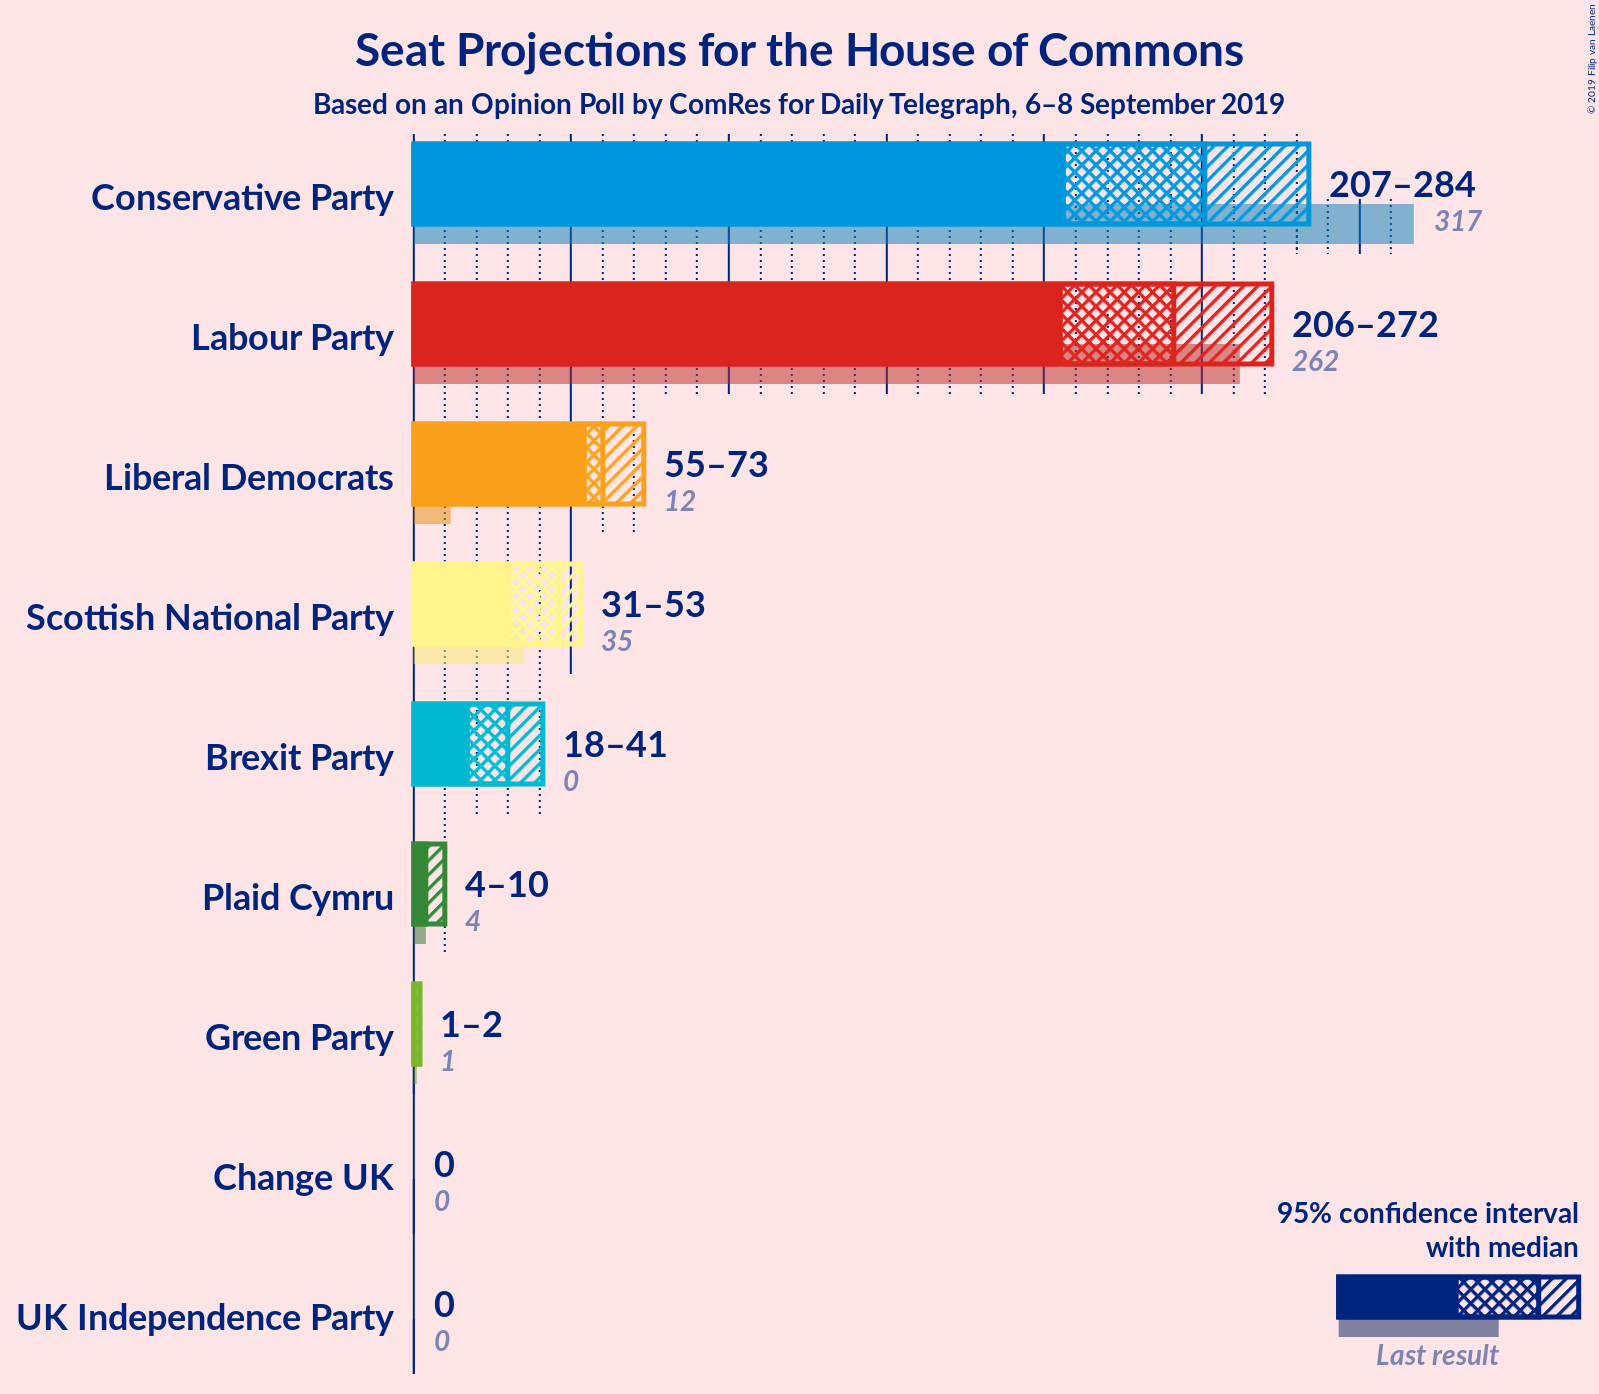 Seat Projections for the House of Commons
Based on an Opinion Poll by ComRes for Daily Telegraph, 6–8 September 2019
© 2019 Filip van Laenen
Conservative Party
207–284
317
Labour Party
206–272
262
Liberal Democrats
55–73
12
Scottish National Party
31–53
35
Brexit Party
18–41
0
Plaid Cymru
4–10
4
Green Party
1–2
1
Change UK
0
0
UK Independence Party
0
0
95% confidence interval
with median
Last result